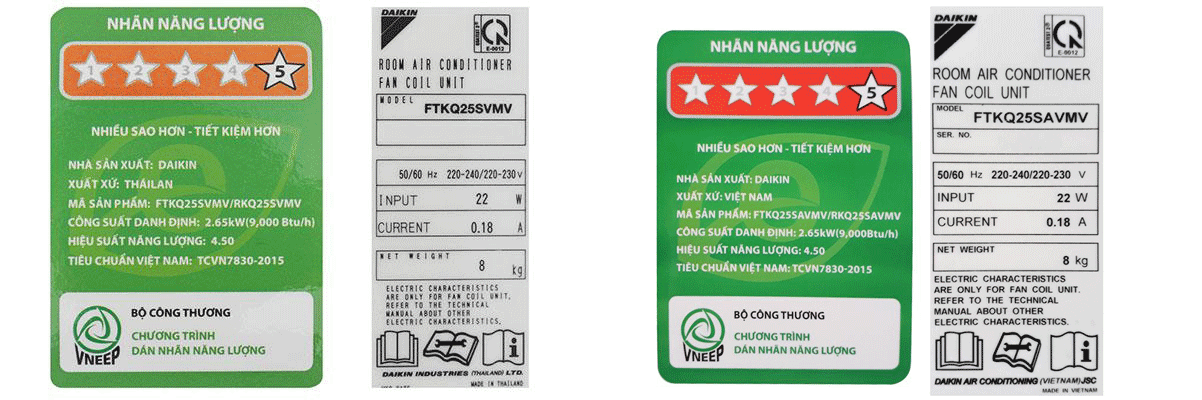 NHÃN NĂNG LƯỢNG
1 2 3 4 5
NHIỀU SAO HƠN - TIẾT KIỆM HƠN
NHÀ SẢN XUẤT: DAIKIN
XUẤT XỨ: THÁILAN
MÃ SẢN PHẨM: FTKQ25SVMV/RKQ25SVMV
CÔNG SUẤT DANH ĐỊNH: 2.65kW(9,000 Btu/h)
HIỆU SUẤT NĂNG LƯỢNG: 4.50
TIÊU CHUẨN VIỆT NAM: TCVN7830-2015
VNEEP
BỘ CÔNG THƯƠNG
CHƯƠNG TRÌNH
DÁN NHÃN NĂNG LƯỢNG
DAIKIN
E-0012
ROOM AIR CONDITIONER
FAN COIL UNIT
MODEL
FTKQ25SVMV
50/60 Hz 220-240/220-230 V
INPUT 22 W
CURRENT 0.18 A
NET WEIGHT
8 kg
ELECTRIC CHARACTERISTICS
ARE ONLY FOR FAN COIL UNIT.
REFER TO THE TECHNICAL
MANUAL ABOUT OTHER
ELECTRIC CHARACTERISTICS.
DAIKIN INDUSTRIES (THAILAND) LTD.
MADE IN THAILAND
NHÃN NĂNG LƯỢNG
1 2 3 4 5
NHIỀU SAO HƠN - TIẾT KIỆM HƠN
NHÀ SẢN XUẤT: DAIKIN
XUẤT XỨ: VIỆT NAM
MÃ SẢN PHẨM: FTKQ25SAVMV/RKQ25SAVMV
CÔNG SUẤT DANH ĐỊNH: 2.65kW(9,000Btu/h)
HIỆU SUẤT NĂNG LƯỢNG: 4.50
TIÊU CHUẨN VIỆT NAM: TCVN7830-2015
VNEEP
BỘ CÔNG THƯƠNG
CHƯƠNG TRÌNH
DÁN NHÃN NĂNG LƯỢNG
DAIKIN
E-0012
ROOM AIR CONDITIONER
FAN COIL UNIT
MODEL
FTKQ25SAVMV
SER. NO.
50/60 Hz 220-240/220-230 V
INPUT 22 W
CURRENT 0.18 A
NET WEIGHT
8 kg
ELECTRIC CHARACTERISTICS
ARE ONLY FOR FAN COIL UNIT.
REFER TO THE TECHNICAL
MANUAL ABOUT OTHER
ELECTRIC CHARACTERISTICS.
DAIKIN AIR CONDITIONING (VIETNAM) JSC
MADE IN VIETNAM